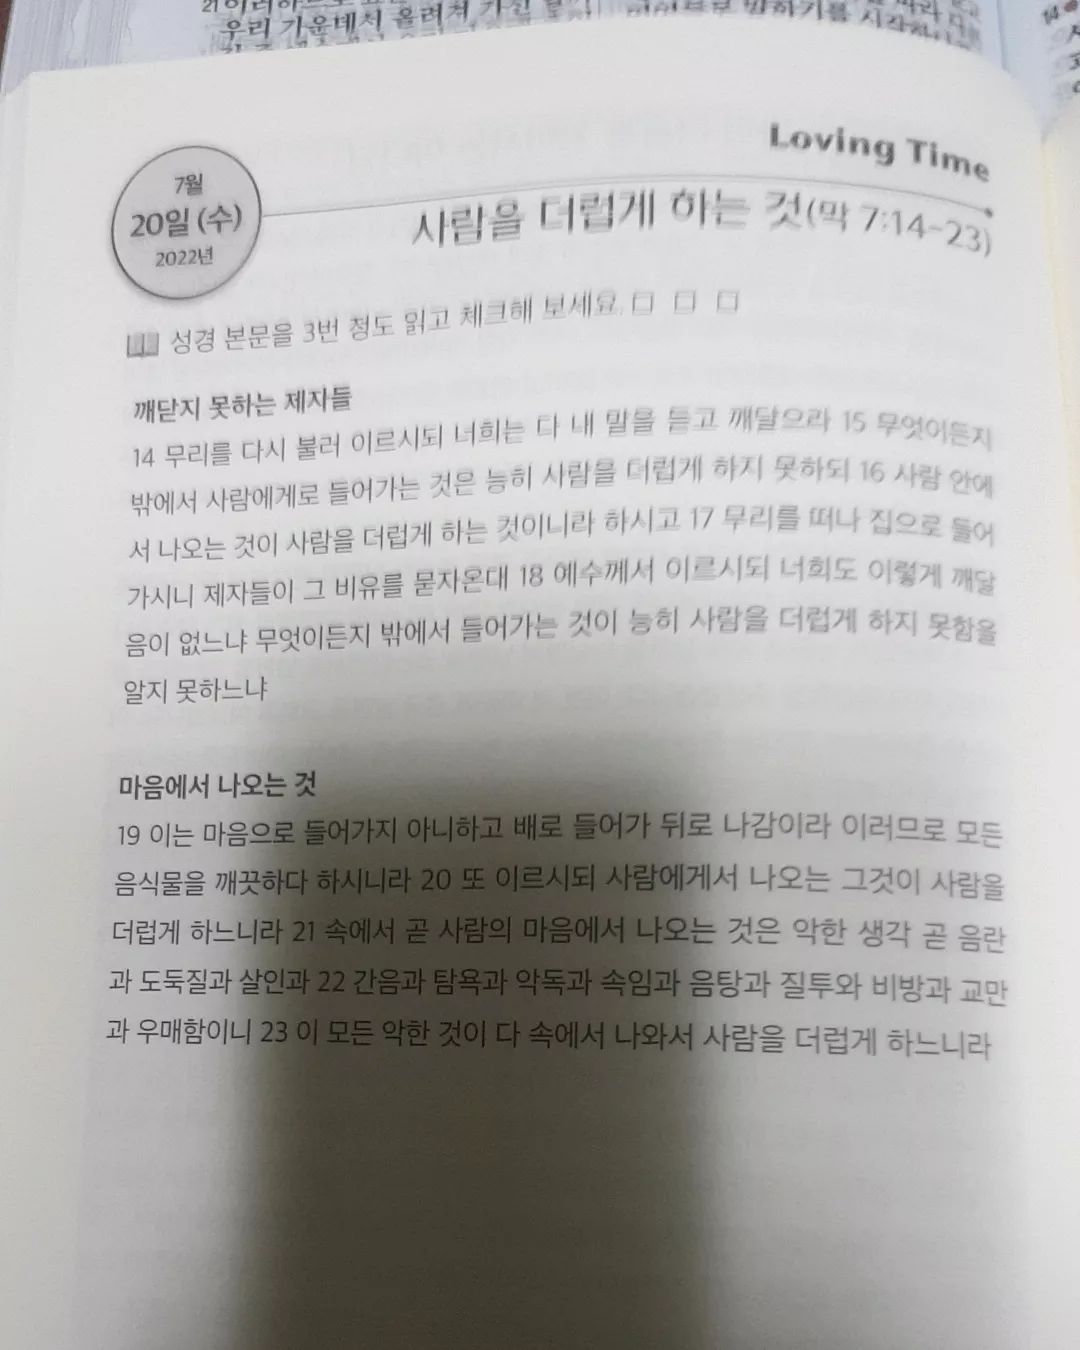 우리 가운데서 올려져 가신
Loving Time
7월
20일 (수)
2022년
사람을 더럽게 하는 것(막 7:14~23)
성경 본문을 3번 정도 읽고 체크해 보세요. □ □ □
깨닫지 못하는 제자들
14 무리를 다시 불러 이르시되 너희는 다 내 말을 듣고 깨달으라 15 무엇이든지
밖에서 사람에게로 들어가는 것은 능히 사람을 더럽게 하지 못하되 16 사람 안에
서 나오는 것이 사람을 더럽게 하는 것이니라 하시고 17 무리를 떠나 집으로 들어
가시니 제자들이 그 비유를 묻자온대 18 예수께서 이르시되 너희도 이렇게 깨달
음이 없느냐 무엇이든지 밖에서 들어가는 것이 능히 사람을 더럽게 하지 못함을
알지 못하느냐
마음에서 나오는 것
19 이는 마음으로 들어가지 아니하고 배로 들어가 뒤로 나감이라 이러므로 모든
음식물을 깨끗하다 하시니라 20 또 이르시되 사람에게서 나오는 그것이 사람을
더럽게 하느니라 21 속에서 곧 사람의 마음에서 나오는 것은 악한 생각 곧 음란
과 도둑질과 살인과 22 간음과 탐욕과 악독과 속임과 음탕과 질투와 비방과 교만
과 우매함이니 23 이 모든 악한 것이 다 속에서 나와서 사람을 더럽게 하느니라